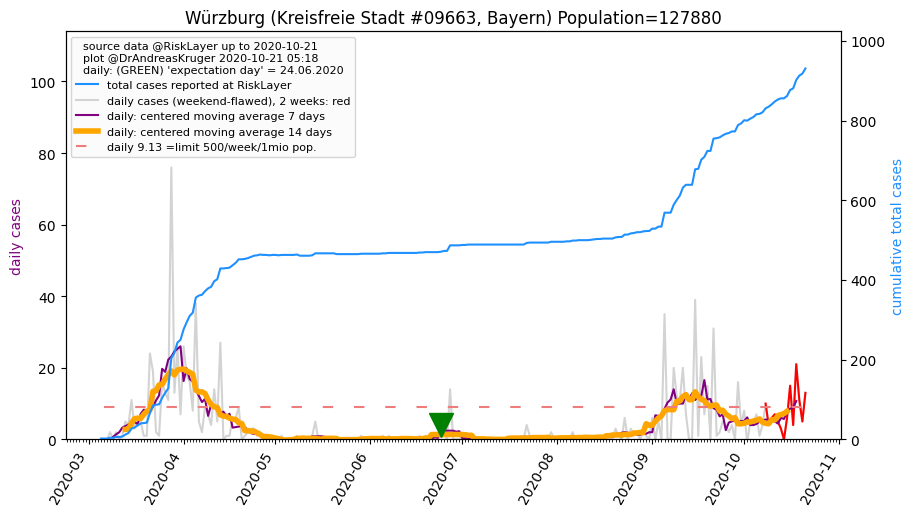 Würzburg (Kreisfreie Stadt #09663, Bayern) Population=127880
source data @RiskLayer up to 2020-10-21
plot @DrAndreasKruger 2020-10-21 05:18
daily: (GREEN) 'expectation day' = 24.06.2020
total cases reported at RiskLayer
daily cases (weekend-flawed), 2 weeks: red
daily: centered moving average 7 days
daily: centered moving average 14 days
daily 9.13 =limit 500/week/1mio pop.
daily cases
100
80
60
40
20
0
cumulative total cases
1000
800
600
400
200
0
2020-03
2020-04
2020-05
2020-06
2020-07
2020-08
2020-09
2020-10
2020-11